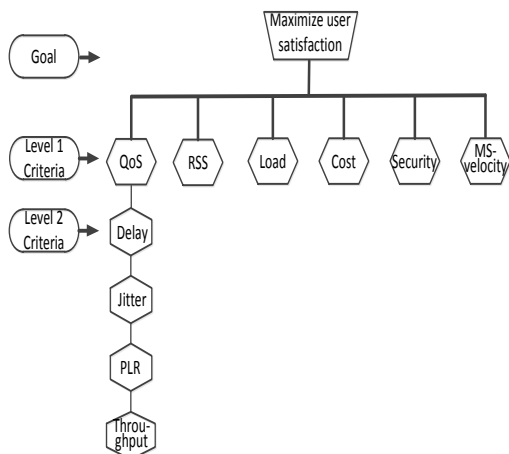 Maximize user
satisfaction
Goal
Level 1
Criteria
QoS
RSS
Load
Cost
Security
MS-
velocity
Level 2
Criteria
Delay
Jitter
PLR
Throu-
ghput